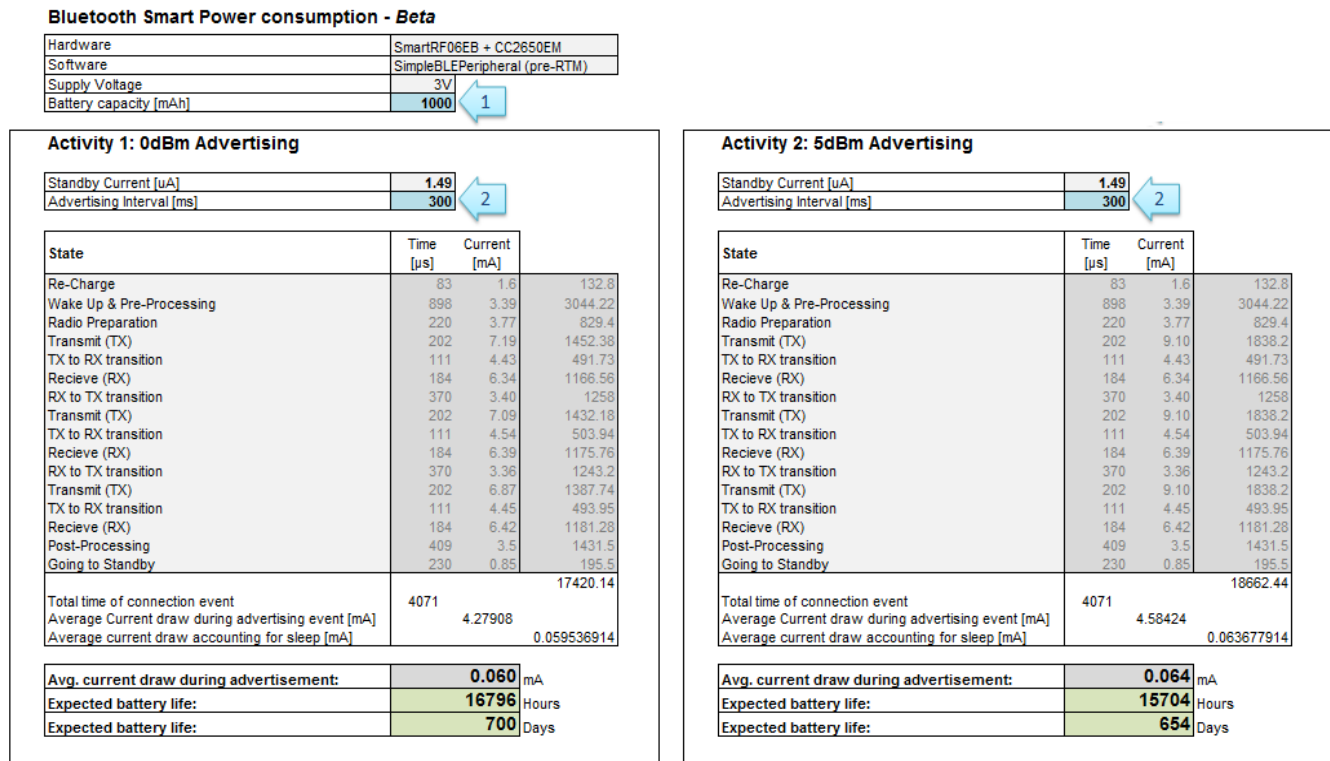 Bluetooth Smart Power consumption - Beta
Hardware SmartRF06EB + CC2650EM
Software SimpleBLEPeripheral (pre-RTM)
Supply Voltage 3V
Battery capacity [mAh] 1000 1
Activity 1: 0dBm Advertising
Standby Current [uA] 1.49
Advertising Interval [ms] 300 2
State Time [µs] Current [mA]
Re-Charge 83 1.6 132.8
Wake Up & Pre-Processing 898 3.39 3044.22
Radio Preparation 220 3.77 829.4
Transmit (TX) 202 7.19 1452.38
TX to RX transition 111 4.43 491.73
Recieve (RX) 184 6.34 1166.56
RX to TX transition 370 3.40 1258
Transmit (TX) 202 7.09 1432.18
TX to RX transition 111 4.54 503.94
Recieve (RX) 184 6.39 1175.76
RX to TX transition 370 3.36 1243.2
Transmit (TX) 202 6.87 1387.74
TX to RX transition 111 4.45 493.95
Recieve (RX) 184 6.42 1181.28
Post-Processing 409 3.5 1431.5
Going to Standby 230 0.85 195.5
17420.14
Total time of connection event 4071
Average Current draw during advertising event [mA] 4.27908
Average current draw accounting for sleep [mA] 0.059536914
Avg. current draw during advertisement: 0.060 mA
Expected battery life: 16796 Hours
Expected battery life: 700 Days
Activity 2: 5dBm Advertising
Standby Current [uA] 1.49
Advertising Interval [ms] 300 2
State Time [µs] Current [mA]
Re-Charge 83 1.6 132.8
Wake Up & Pre-Processing 898 3.39 3044.22
Radio Preparation 220 3.77 829.4
Transmit (TX) 202 9.10 1838.2
TX to RX transition 111 4.43 491.73
Recieve (RX) 184 6.34 1166.56
RX to TX transition 370 3.40 1258
Transmit (TX) 202 9.10 1838.2
TX to RX transition 111 4.54 503.94
Recieve (RX) 184 6.39 1175.76
RX to TX transition 370 3.36 1243.2
Transmit (TX) 202 9.10 1838.2
TX to RX transition 111 4.45 493.95
Recieve (RX) 184 6.42 1181.28
Post-Processing 409 3.5 1431.5
Going to Standby 230 0.85 195.5
18662.44
Total time of connection event 4071
Average Current draw during advertising event [mA] 4.58424
Average current draw accounting for sleep [mA] 0.063677914
Avg. current draw during advertisement: 0.064 mA
Expected battery life: 15704 Hours
Expected battery life: 654 Days